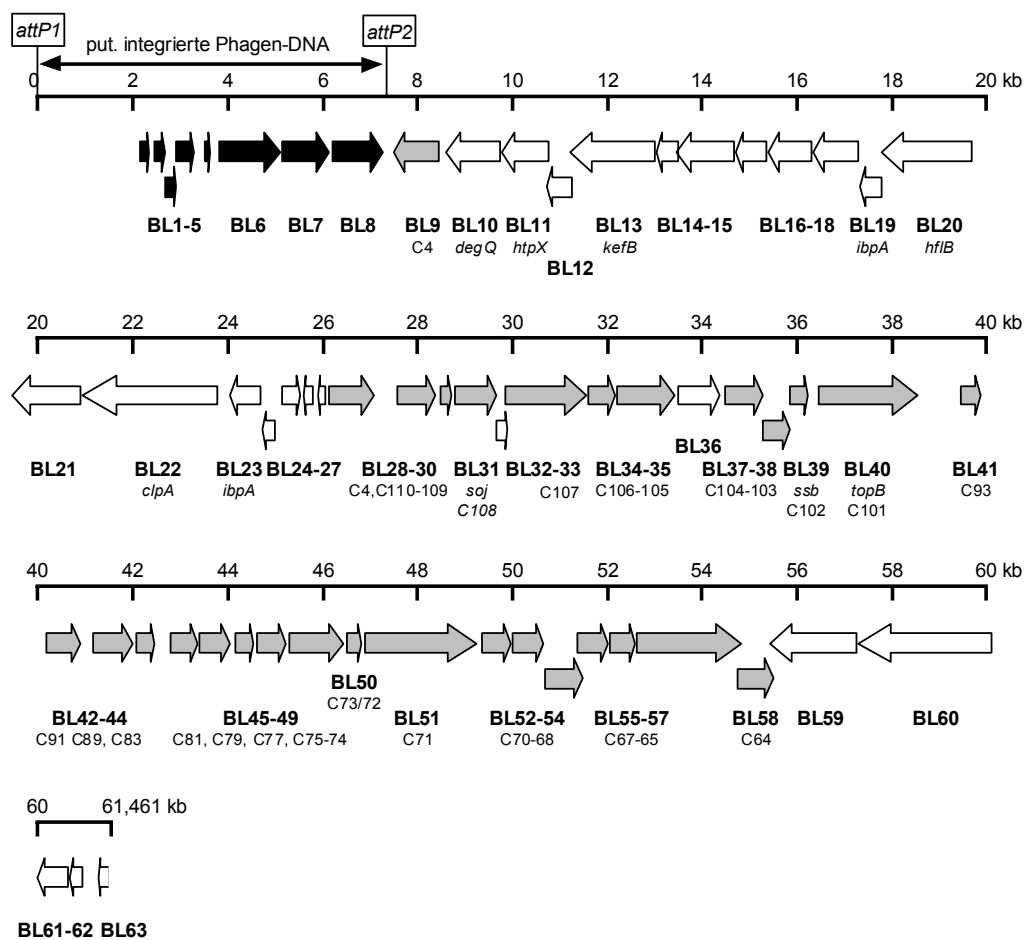 attP1 attP2
put. integrierte Phagen-DNA
0 2 4 6 8 10 12 14 16 18 20 kb
BL1-5 BL6 BL7 BL8 BL9 BL10 BL11 BL13 BL14-15 BL16-18 BL19 BL20
C4 degQ htpX kefB ibpA hflB
BL12
20 22 24 26 28 30 32 34 36 38 40 kb
BL36
BL21 BL22 BL23 BL24-27 BL28-30 BL31 BL32-33 BL34-35 BL37-38 BL39 BL40 BL41
clpA ibpA C4,C110-109 soj C107 C106-105 C104-103 ssb topB C93
C108 C102 C101
40 42 44 46 48 50 52 54 56 58 60 kb
BL50
C73/72
BL42-44 BL45-49 BL51 BL52-54 BL55-57 BL58 BL59 BL60
C91 C89, C83 C81, C79, C77, C75-74 C71 C70-68 C67-65 C64
60 61,461 kb
BL61-62 BL63